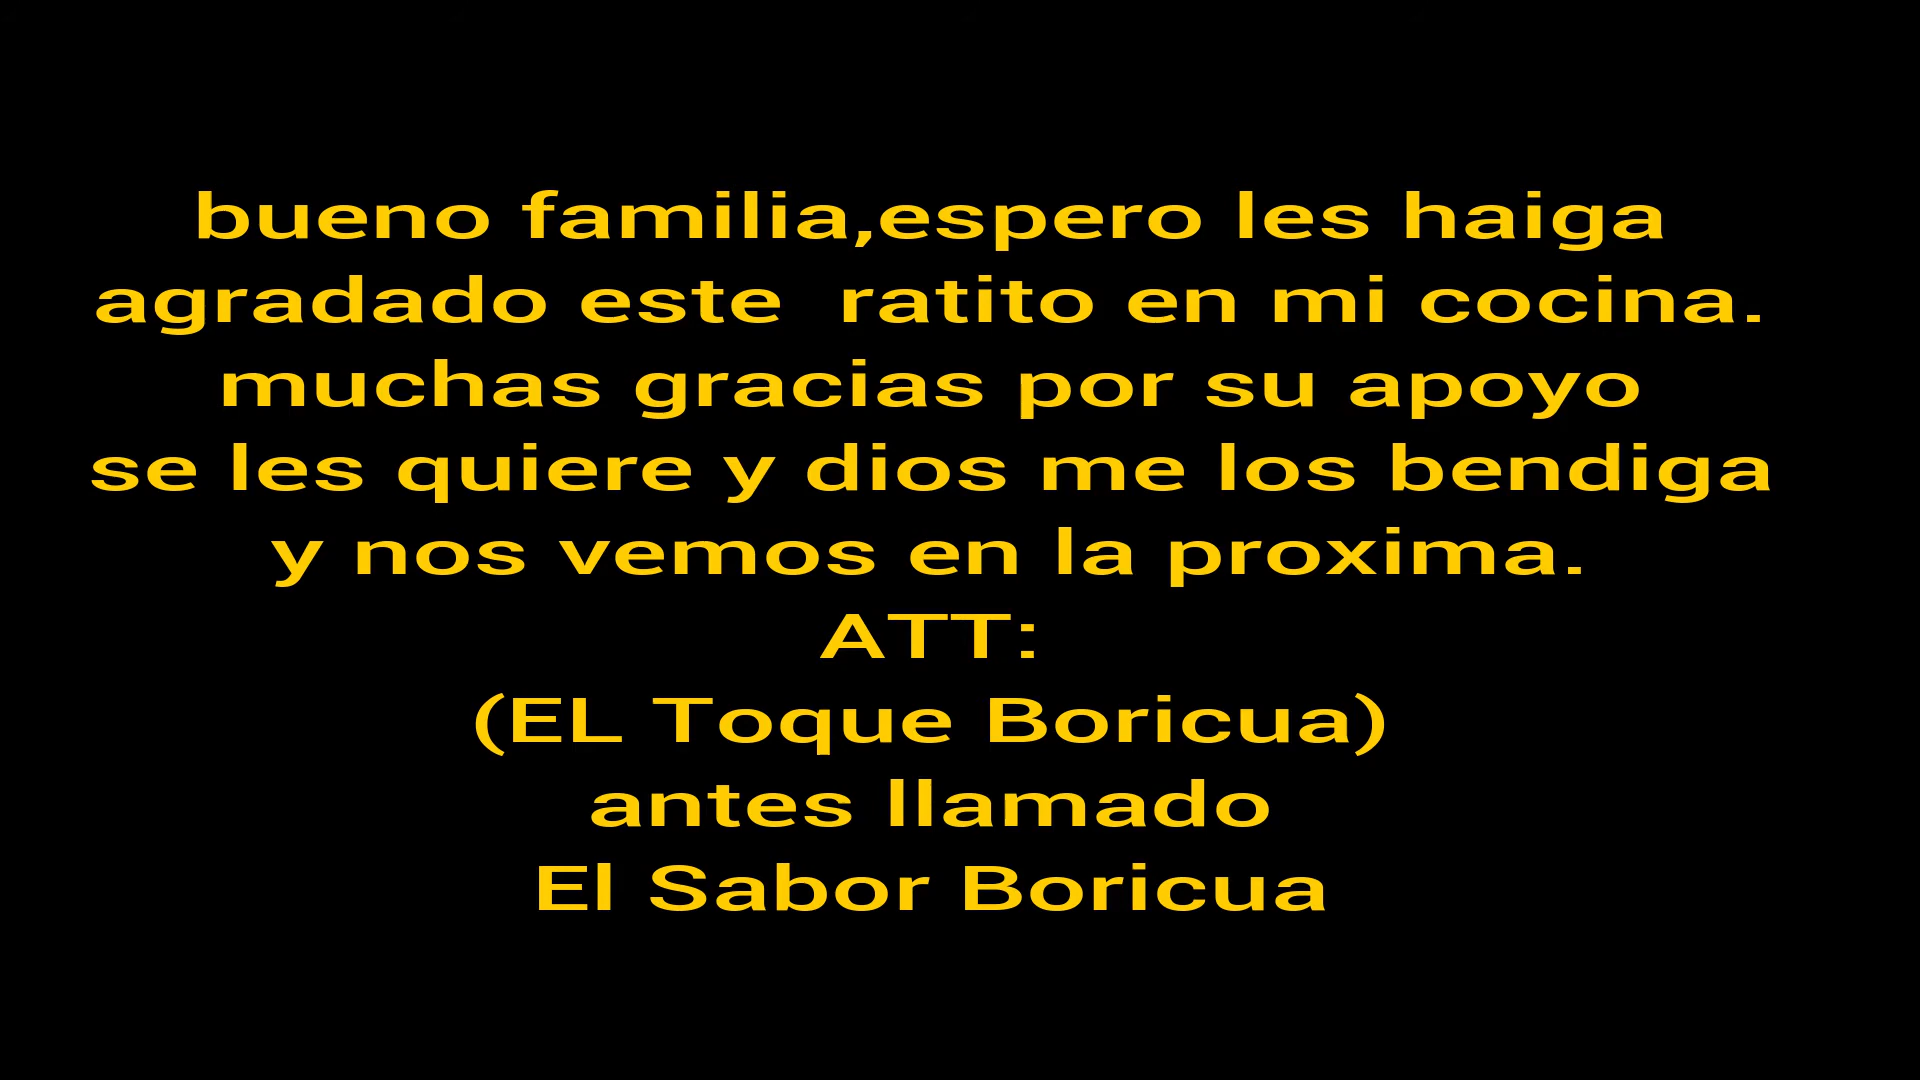 bueno familia,espero les haiga
agradado este  ratito en mi cocina.
muchas gracias por su apoyo
se les quiere y dios me los bendiga
y nos vemos en la proxima.
ATT:
(EL Toque Boricua)
antes llamado
El Sabor Boricua